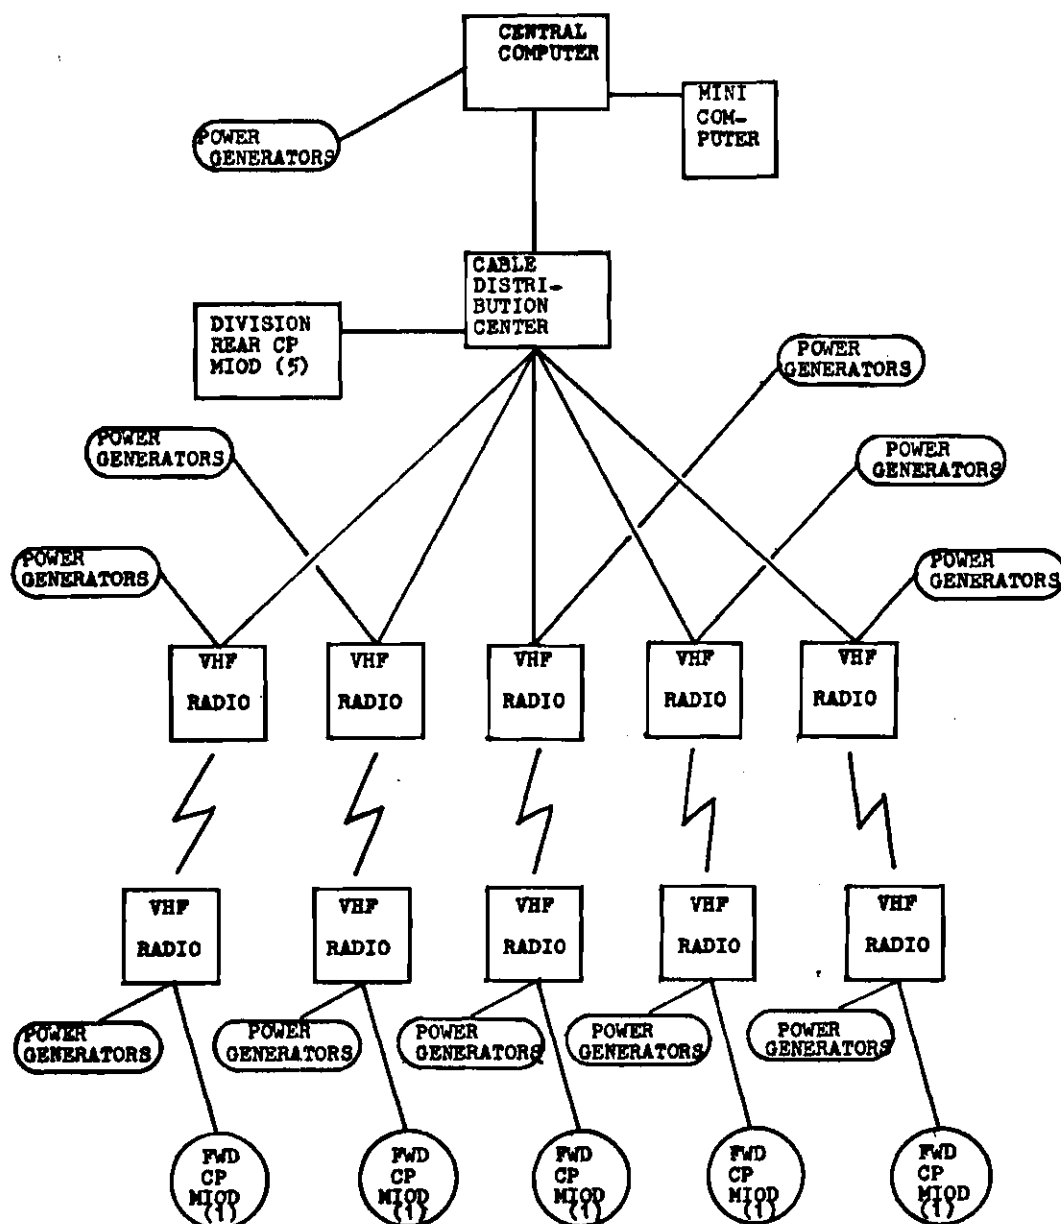 CENTRAL
COMPUTER
MINI
COM-
PUTER
POWER
GENERATORS
CABLE
DISTRI-
BUTION
CENTER
DIVISION
REAR CP
MIOD (5)
POWER
GENERATORS
POWER
GENERATORS
POWER
GENERATORS
POWER
GENERATORS
POWER
GENERATORS
VHF
RADIO
VHF
RADIO
VHF
RADIO
VHF
RADIO
VHF
RADIO
VHF
RADIO
VHF
RADIO
VHF
RADIO
VHF
RADIO
VHF
RADIO
POWER
GENERATORS
POWER
GENERATORS
POWER
GENERATORS
POWER
GENERATORS
POWER
GENERATORS
FWD
CP
MIOD
(1)
FWD
CP
MIOD
(1)
FWD
CP
MIOD
(1)
FWD
CP
MIOD
(1)
FWD
CP
MIOD
(1)